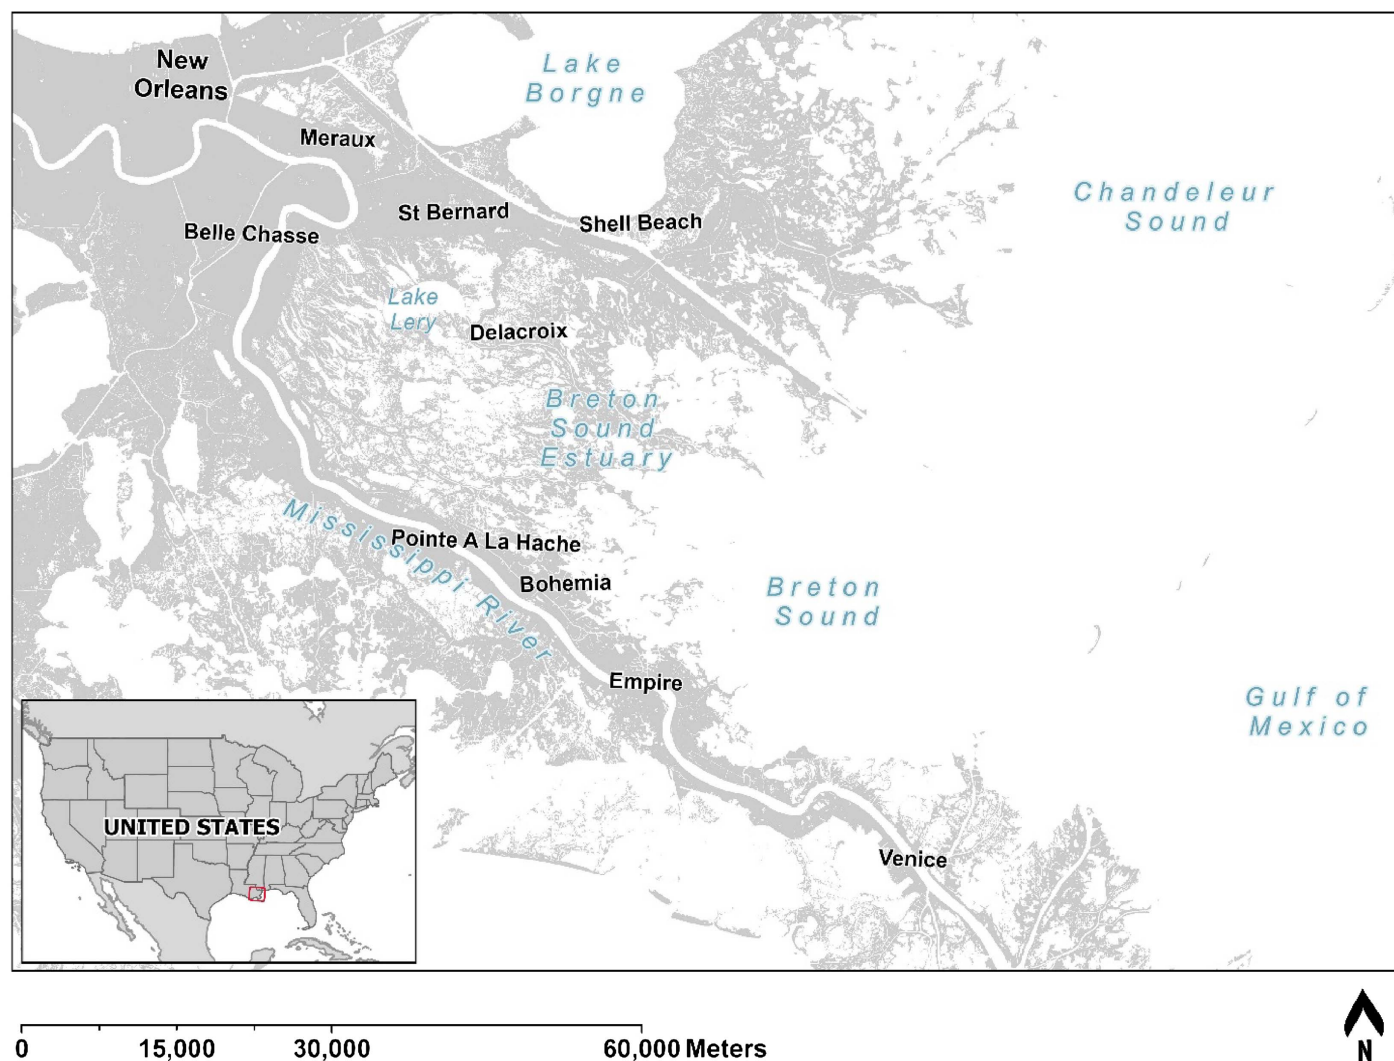 New
Orleans
Lake
Borgne
Meraux
Chandeleur
Sound
St Bernard
Shell Beach
Belle Chasse
Lake
Lery
Delacroix
Breton
Sound
Estuary
Mississippi River
Pointe A La Hache
Bohemia
Breton
Sound
Empire
Gulf of
Mexico
UNITED STATES
Venice
0 15,000 30,000 60,000 Meters
N